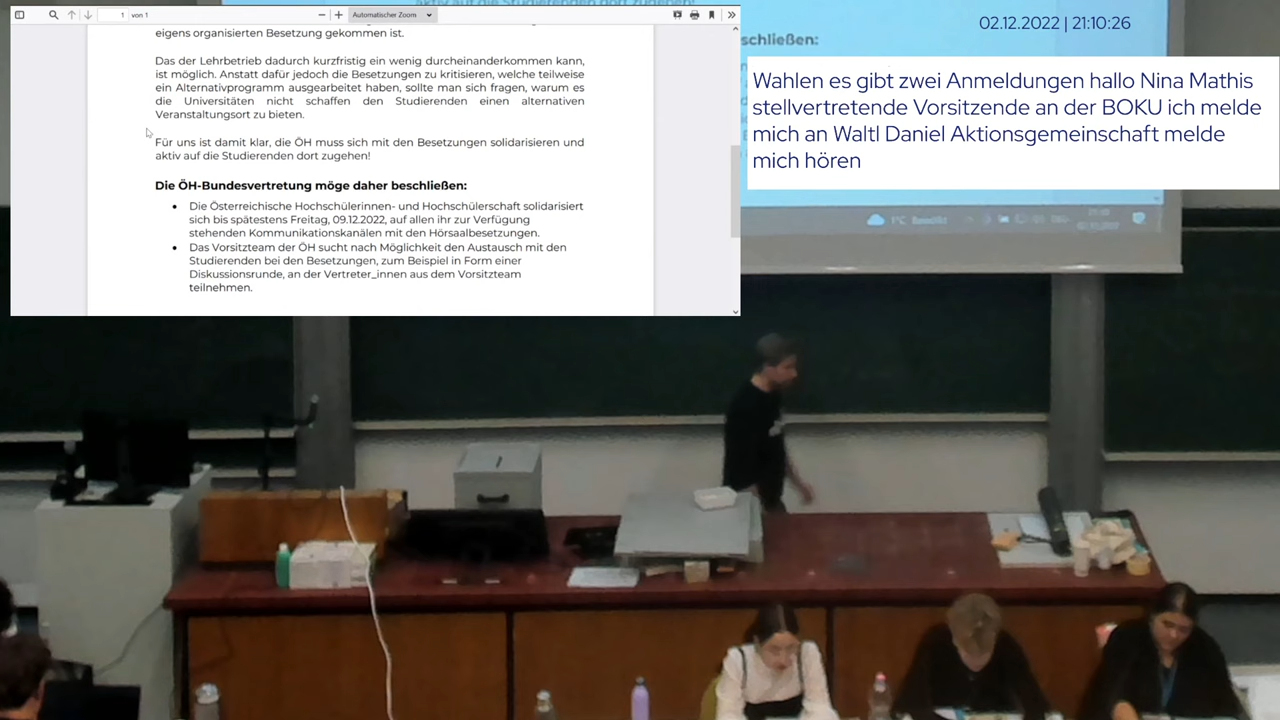 1 von 1
Automatischer Zoom
eigens organisierten Besetzung gekommen ist.
Das der Lehrbetrieb dadurch kurzfristig ein wenig durcheinanderkommen kann,
ist möglich. Anstatt dafür jedoch die Besetzungen zu kritisieren, welche teilweise
ein Alternativprogramm ausgearbeitet haben, sollte man sich fragen, warum es
die Universitäten nicht schaffen den Studierenden einen alternativen
Veranstaltungsort zu bieten.
Für uns ist damit klar, die ÖH muss sich mit den Besetzungen solidarisieren und
aktiv auf die Studierenden dort zugehen!
Die ÖH-Bundesvertretung möge daher beschließen:
• Die Österreichische Hochschülerinnen- und Hochschülerschaft solidarisiert
sich bis spätestens Freitag, 09.12.2022, auf allen ihr zur Verfügung
stehenden Kommunikationskanälen mit den Hörsaalbesetzungen.
• Das Vorsitzteam der ÖH sucht nach Möglichkeit den Austausch mit den
Studierenden bei den Besetzungen, zum Beispiel in Form einer
Diskussionsrunde, an der Vertreter_innen aus dem Vorsitzteam
teilnehmen.
02.12.2022 | 21:10:26
schließen:
Wahlen es gibt zwei Anmeldungen hallo Nina Mathis
stellvertretende Vorsitzende an der BOKU ich melde
mich an Waltl Daniel Aktionsgemeinschaft melde
mich hören